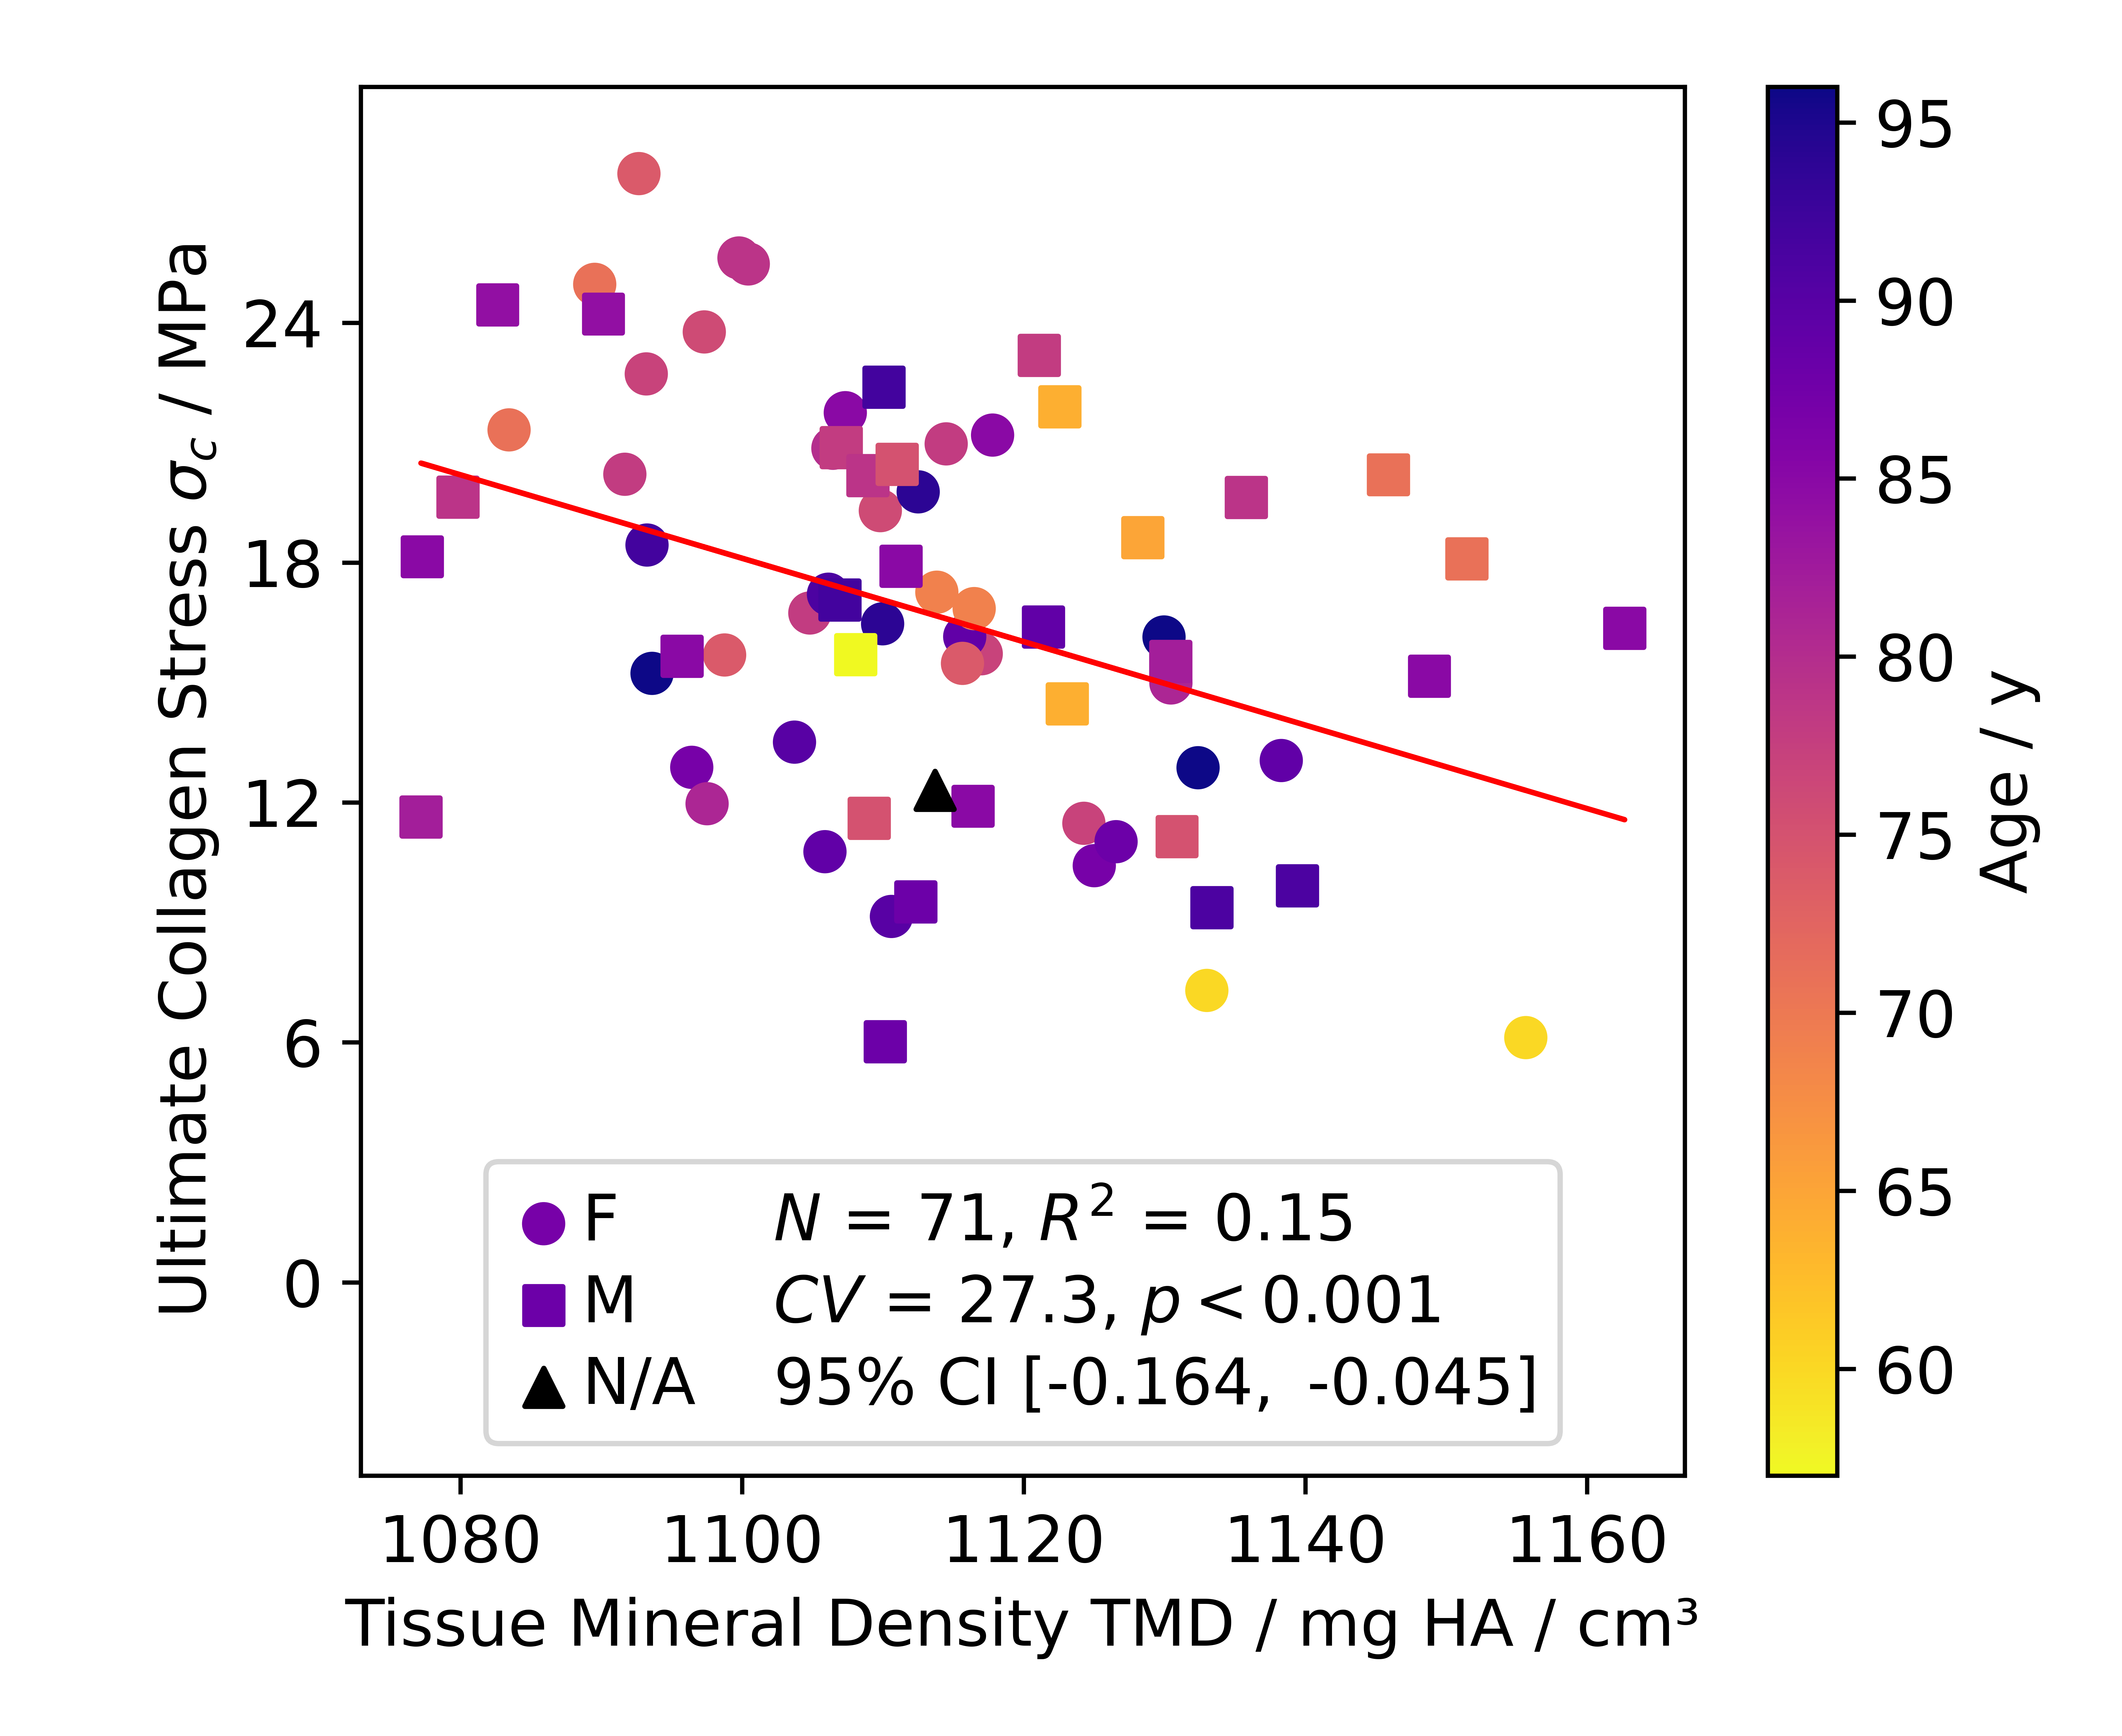 Ultimate Collagen Stress σc / MPa
24
18
12
6
0
F N = 71, R² = 0.15
M CV = 27.3, p < 0.001
N/A 95% CI [-0.164, -0.045]
1080 1100 1120 1140 1160
Tissue Mineral Density TMD / mg HA / cm³
95
90
85
80
75
70
65
60
Age / y